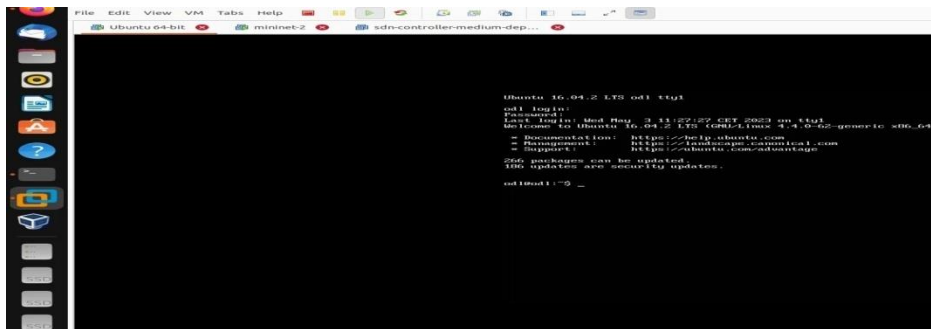 File Edit View VM Tabs Help
Ubuntu 64-bit mininet-2 sdn-controller-medium-dep...
Ubuntu 16.04.2 LTS odl tty1
odl login:
Password:
Last login: Wed May 3 11:27:27 CET 2023 on tty1
Welcome to Ubuntu 16.04.2 LTS (GNU/Linux 4.4.0-62-generic x86_64
* Documentation: https://help.ubuntu.com
* Management: https://landscape.canonical.com
* Support: https://ubuntu.com/advantage
266 packages can be updated.
186 updates are security updates.
odl@odl:~$ _
SSD
SSD
SSD